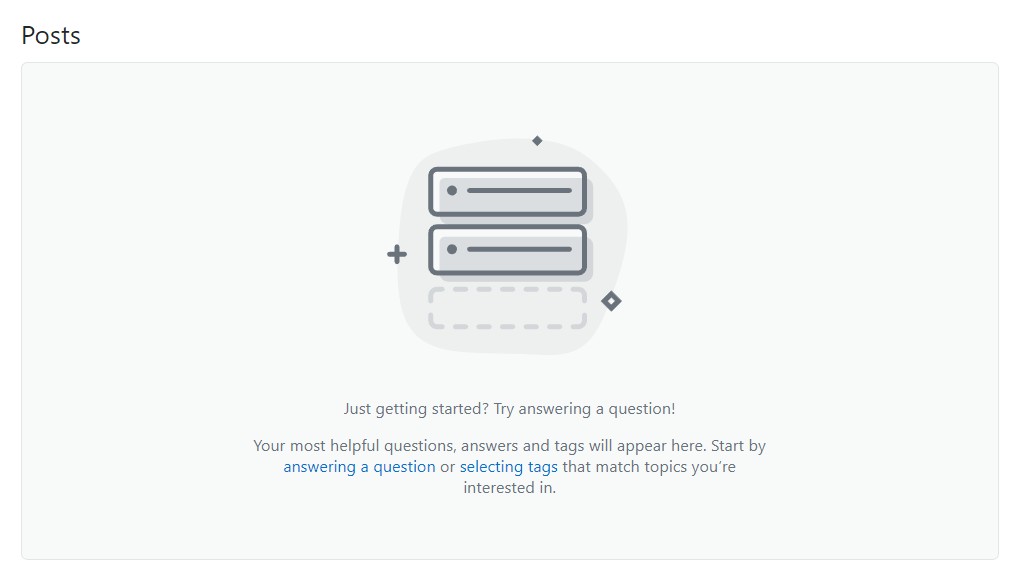 Posts
Just getting started? Try answering a question!
Your most helpful questions, answers and tags will appear here. Start by
answering a question or selecting tags that match topics you’re
interested in.